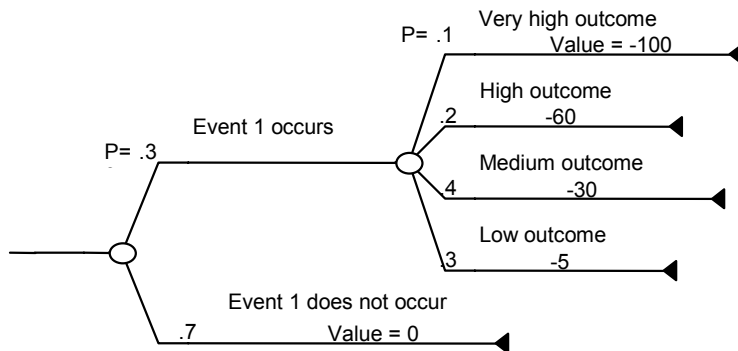 Very high outcome
P= .1
Value = -100
High outcome
.2
-60
Event 1 occurs
P= .3
Medium outcome
.4
-30
Low outcome
.3
-5
Event 1 does not occur
.7
Value = 0